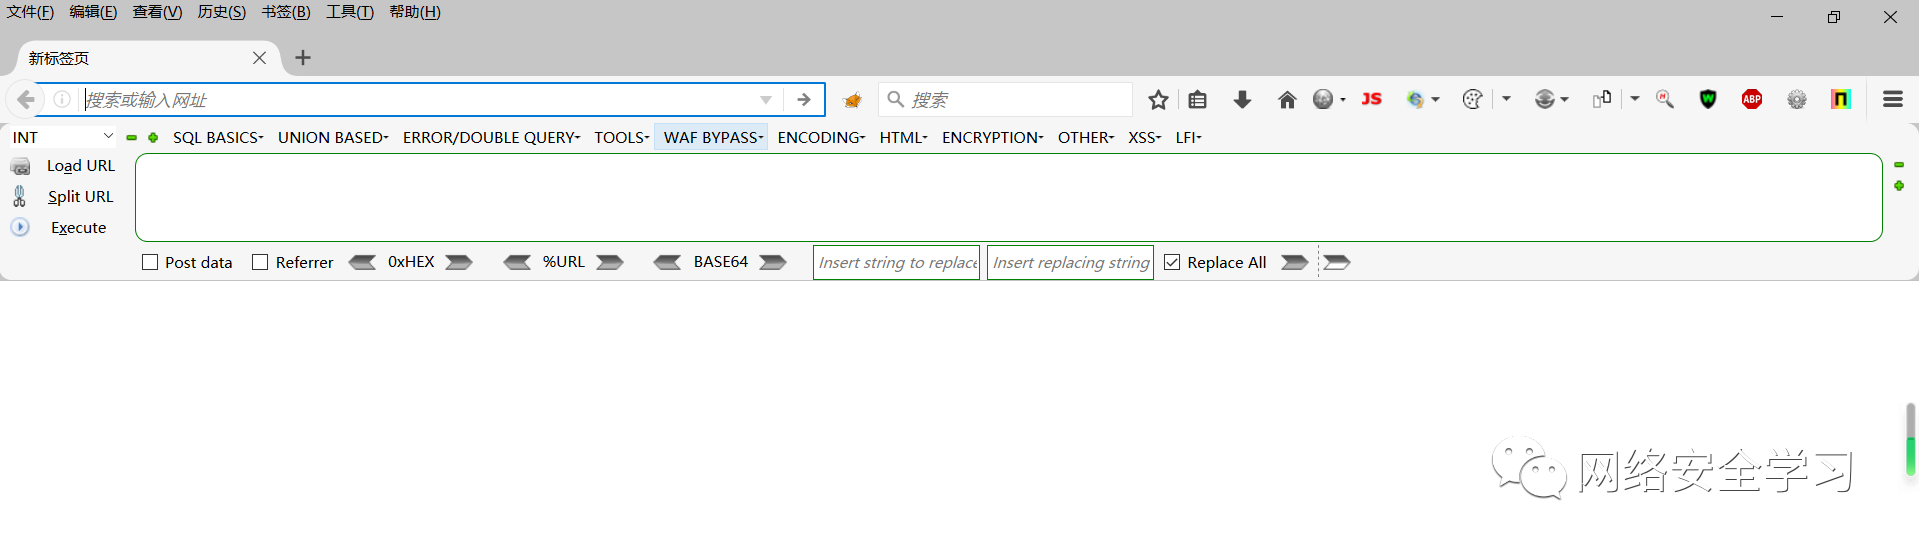 文件(F) 编辑(E) 查看(V) 历史(S) 书签(B) 工具(T) 帮助(H)
新标签页
搜索或输入网址 搜索 JS W ABP
INT SQL BASICS UNION BASED ERROR/DOUBLE QUERY TOOLS WAF BYPASS ENCODING HTML ENCRYPTION OTHER XSS LFI
Load URL
Split URL
Execute
Post data Referrer 0xHEX %URL BASE64 Insert string to replace Insert replacing string Replace All
网络安全学习